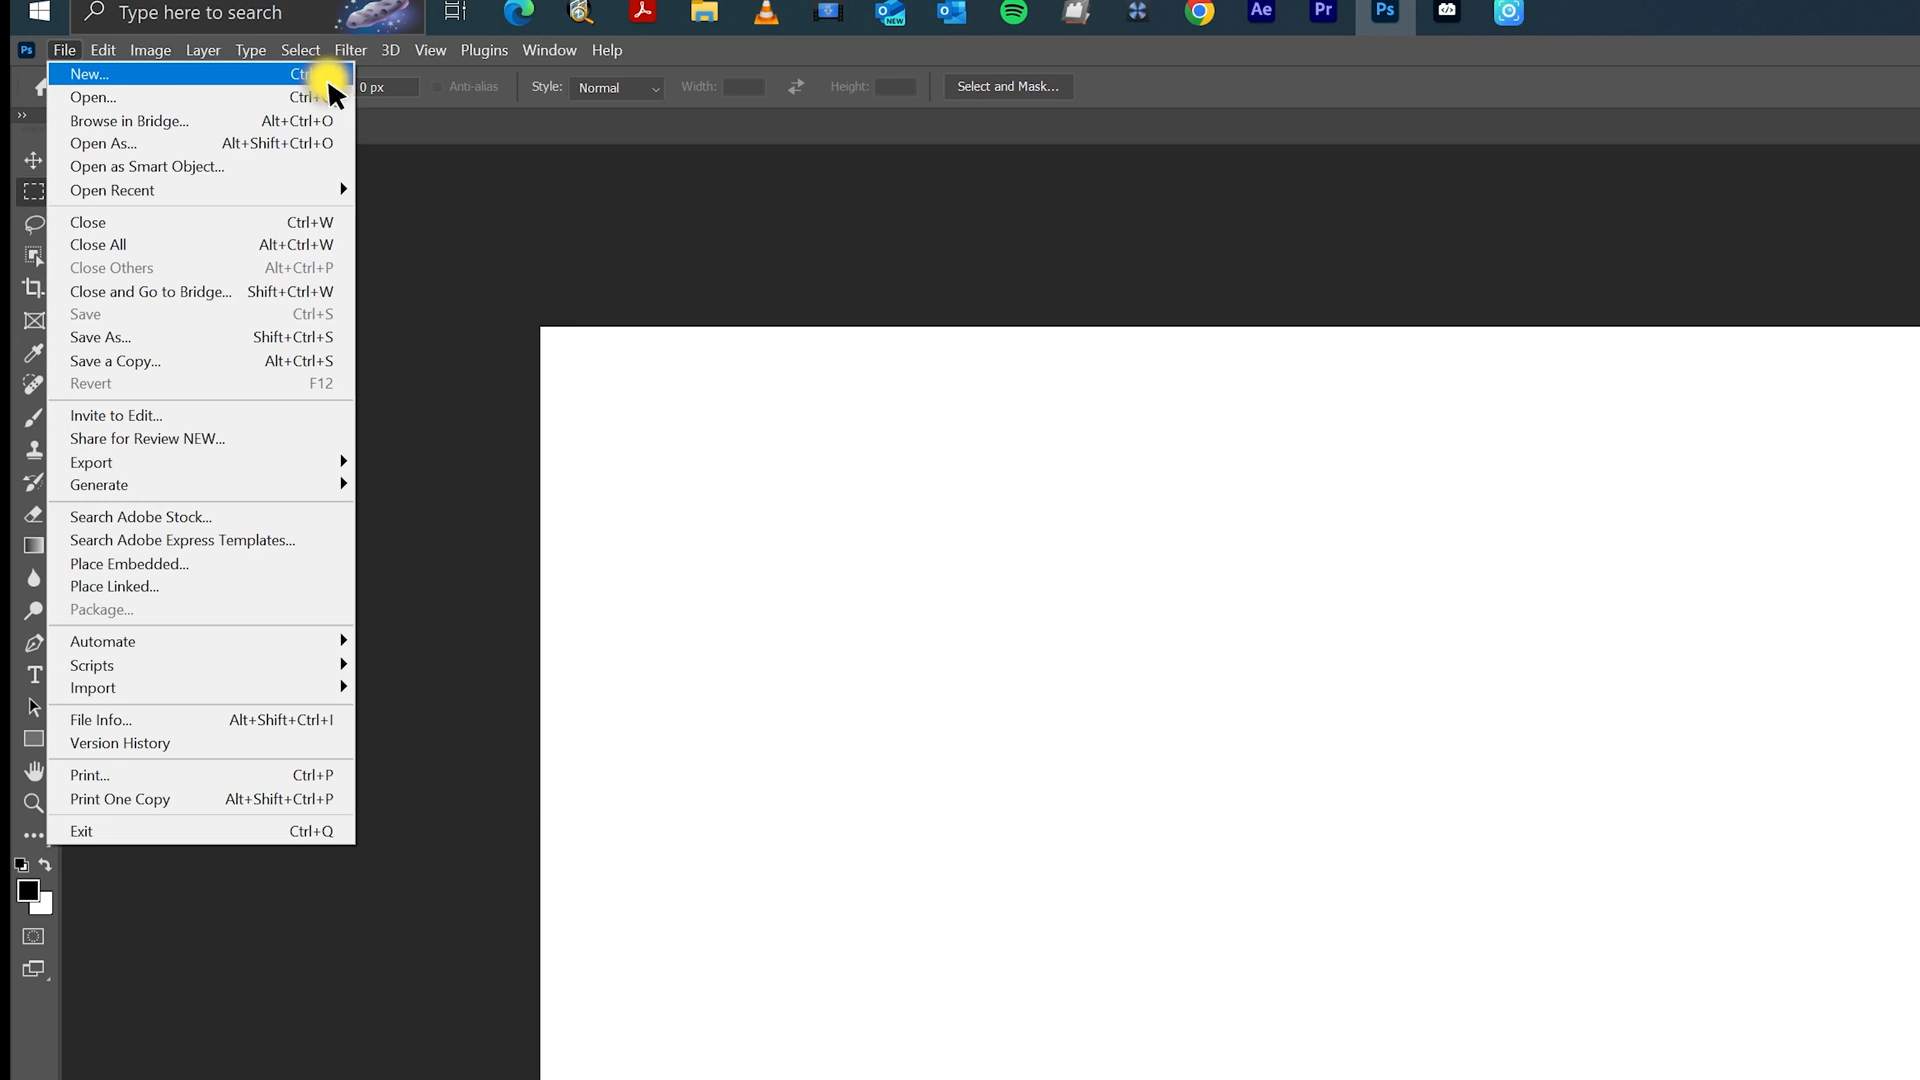 Type here to search
NEW
Ae
Pr
Ps
Ps File Edit Image Layer Type Select Filter 3D View Plugins Window Help
0 px Anti-alias Style: Normal Width: Height: Select and Mask...
New...
Open...
Browse in Bridge... Alt+Ctrl+O
Open As... Alt+Shift+Ctrl+O
Open as Smart Object...
Open Recent
Close Ctrl+W
Close All Alt+Ctrl+W
Close Others Alt+Ctrl+P
Close and Go to Bridge... Shift+Ctrl+W
Save Ctrl+S
Save As... Shift+Ctrl+S
Save a Copy... Alt+Ctrl+S
Revert F12
Invite to Edit...
Share for Review NEW...
Export
Generate
Search Adobe Stock...
Search Adobe Express Templates...
Place Embedded...
Place Linked...
Package...
Automate
Scripts
Import
File Info... Alt+Shift+Ctrl+I
Version History
Print... Ctrl+P
Print One Copy Alt+Shift+Ctrl+P
Exit Ctrl+Q